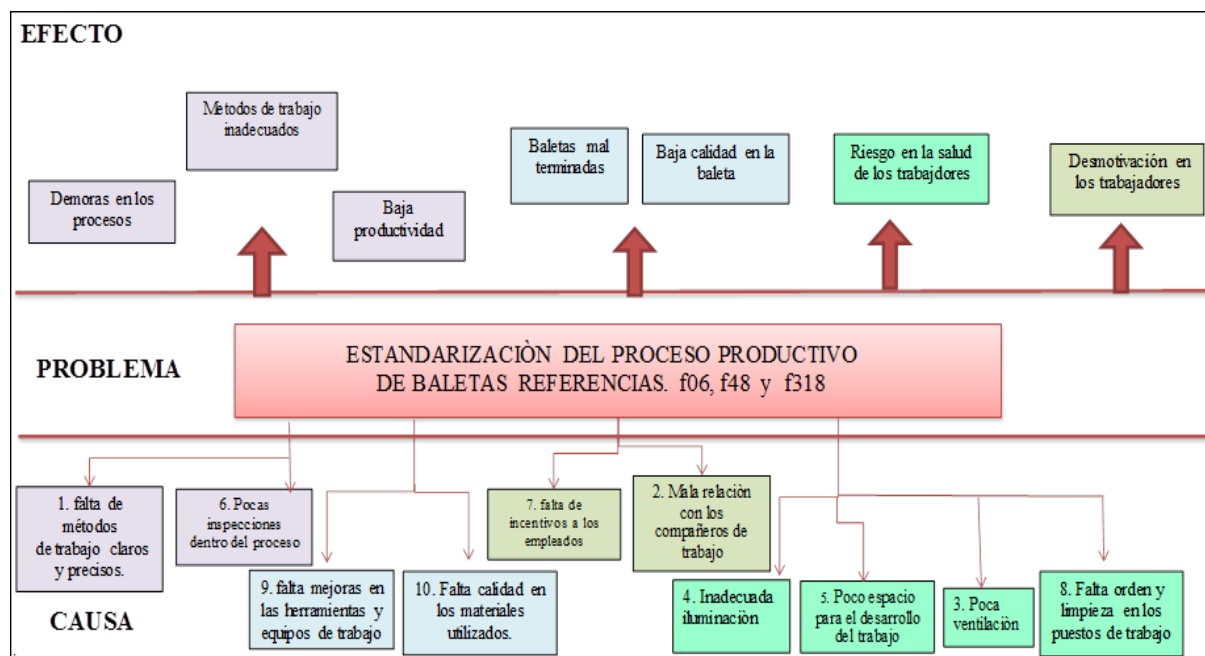 EFECTO
Metodos de trabajo
inadecuados
Baletas mal
terminadas
Baja calidad en la
baleta
Riesgo en la salud
de los trabajdores
Desmotivación en
los trabajadores
Demoras en los
procesos
Baja
productividad
PROBLEMA
ESTANDARIZACIÒN DEL PROCESO PRODUCTIVO
DE BALETAS REFERENCIAS. f06, f48 y f318
1. falta de
métodos
de trabajo claros
y precisos.
6. Pocas
inspecciones
dentro del proceso
7. falta de
incentivos a los
empleados
2. Mala relaciòn
con los
compañeros de
trabajo
9. falta mejoras en
las herramientas y
equipos de trabajo
10. Falta calidad en
los materiales
utilizados.
4. Inadecuada
iluminaciòn
5. Poco espacio
para el desarrollo
del trabajo
3. Poca
ventilaciòn
8. Falta orden y
limpieza en los
puestos de trabajo
CAUSA